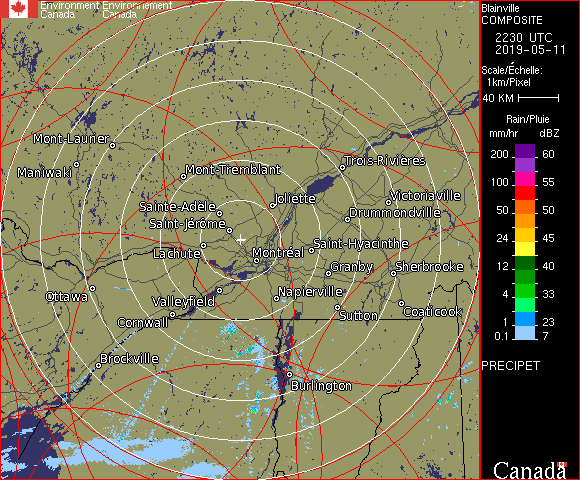 Environment Environnement
Canada Canada
Blainville
COMPOSITE
2230 UTC
2019-05-11
Scale/Échelle:
1km/Pixel
40 KM
Rain/Pluie
mm/hr dBZ
200 60
100 55
50 50
24 45
12 40
4 33
1 23
0.1 7
PRECIPET
Canada
Mont-Laurier
Maniwaki
Mont-Tremblant
Trois-Rivières
Joliette
Victoriaville
Sainte-Adèle
Drummondville
Saint-Jérôme
Saint-Hyacinthe
Lachute
Montréal
Granby
Sherbrooke
Ottawa
Valleyfield
Napierville
Cornwall
Sutton
Coaticook
Brockville
Burlington